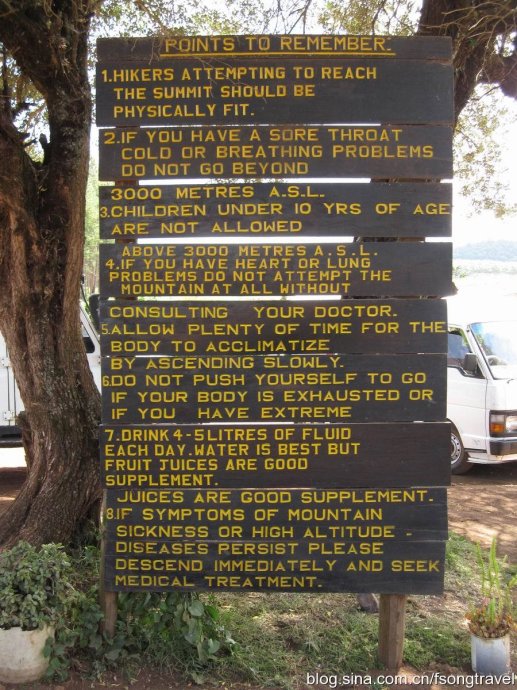 POINTS TO REMEMBER.
1.HIKERS ATTEMPTING TO REACH
THE SUMMIT SHOULD BE
PHYSICALLY FIT.
2.IF YOU HAVE A SORE THROAT
COLD OR BREATHING PROBLEMS
DO NOT GO BEYOND
3000 METRES A.S.L.
3.CHILDREN UNDER 10 YRS OF AGE
ARE NOT ALLOWED
ABOVE 3000 METRES A.S.L.
4.IF YOU HAVE HEART OR LUNG
PROBLEMS DO NOT ATTEMPT THE
MOUNTAIN AT ALL WITHOUT
CONSULTING YOUR DOCTOR.
5.ALLOW PLENTY OF TIME FOR THE
BODY TO ACCLIMATIZE
BY ASCENDING SLOWLY.
6.DO NOT PUSH YOURSELF TO GO
IF YOUR BODY IS EXHAUSTED OR
IF YOU HAVE EXTREME
7.DRINK 4-5 LITRES OF FLUID
EACH DAY.WATER IS BEST BUT
FRUIT JUICES ARE GOOD
SUPPLEMENT.
JUICES ARE GOOD SUPPLEMENT.
8.IF SYMPTOMS OF MOUNTAIN
SICKNESS OR HIGH ALTITUDE -
DISEASES PERSIST PLEASE
DESCEND IMMEDIATELY AND SEEK
MEDICAL TREATMENT.
blog.sina.com.cn/fsongtravel